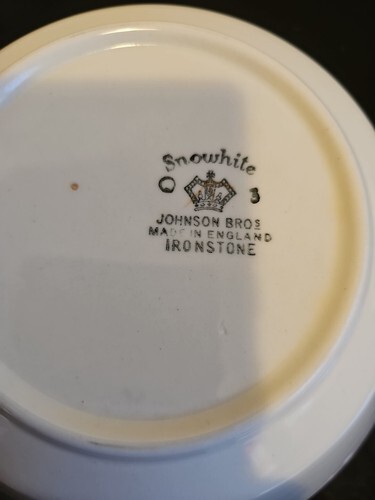 Snowhite
3
JOHNSON BROS
MADE IN ENGLAND
IRONSTONE